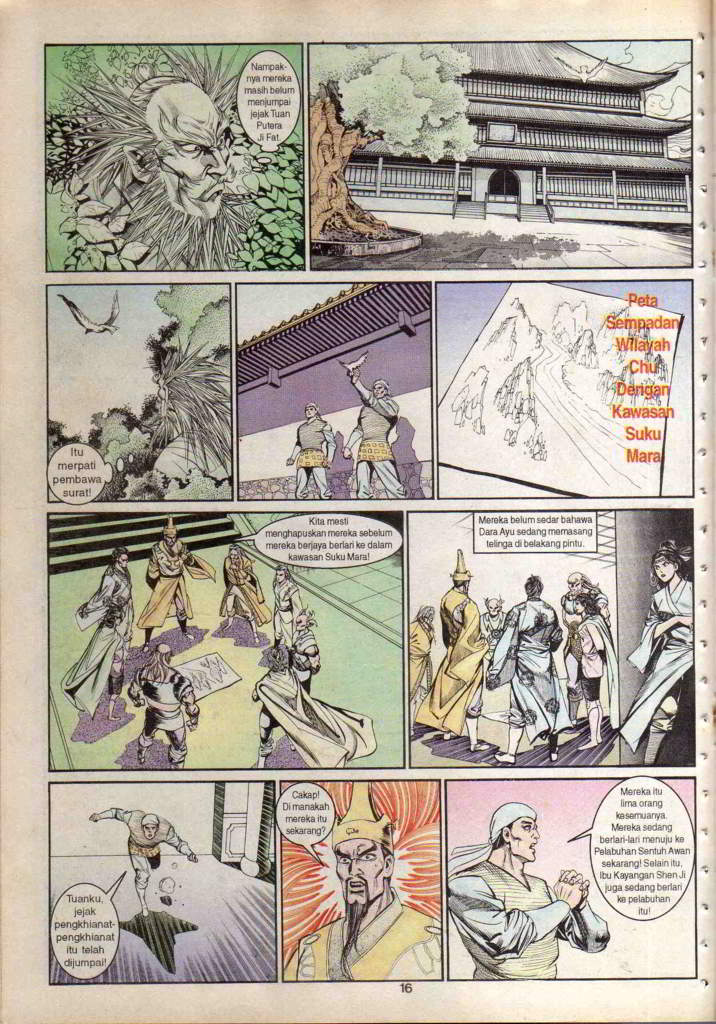 Nampak-
nya mereka
masih belum
menjumpai
jejak Tuan
Putera
Ji Fat.
Itu
merpati
pembawa
surat!
Peta
Sempadan
Wilayah
Chu
Dengan
Kawasan
Suku
Mara
Kita mesti
menghapuskan mereka sebelum
mereka berjaya berlari ke dalam
kawasan Suku Mara!
Mereka belum sedar bahawa
Dara Ayu sedang memasang
telinga di belakang pintu.
Tuanku,
jejak
pengkhianat-
pengkhianat
itu telah
dijumpai!
Cakap!
Di manakah
mereka itu
sekarang?
Mereka itu
lima orang
kesemuanya.
Mereka sedang
berlari menuju ke
Pelabuhan Sentuh Awan
sekarang! Selain itu,
Ibu Kayangan Shen Ji
juga sedang berlari
ke pelabuhan
itu!
16